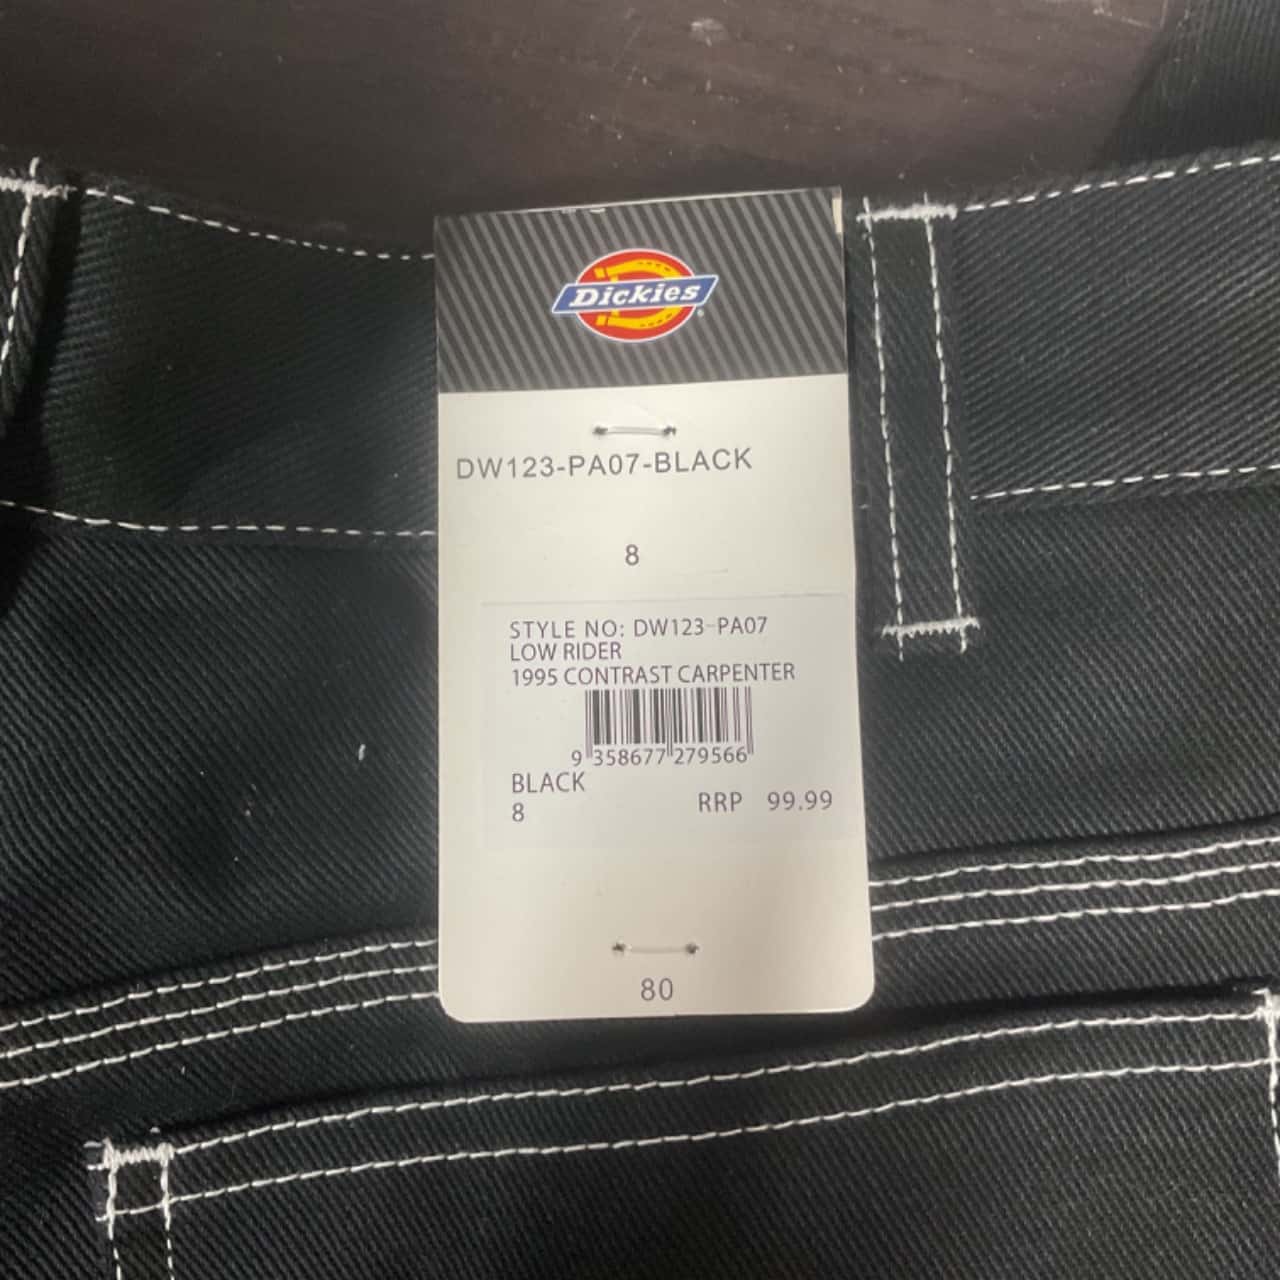 Dickies
DW123-PA07-BLACK
8
STYLE NO: DW123-PA07
LOW RIDER
1995 CONTRAST CARPENTER
9 358677 279566
BLACK
8 RRP 99.99
80